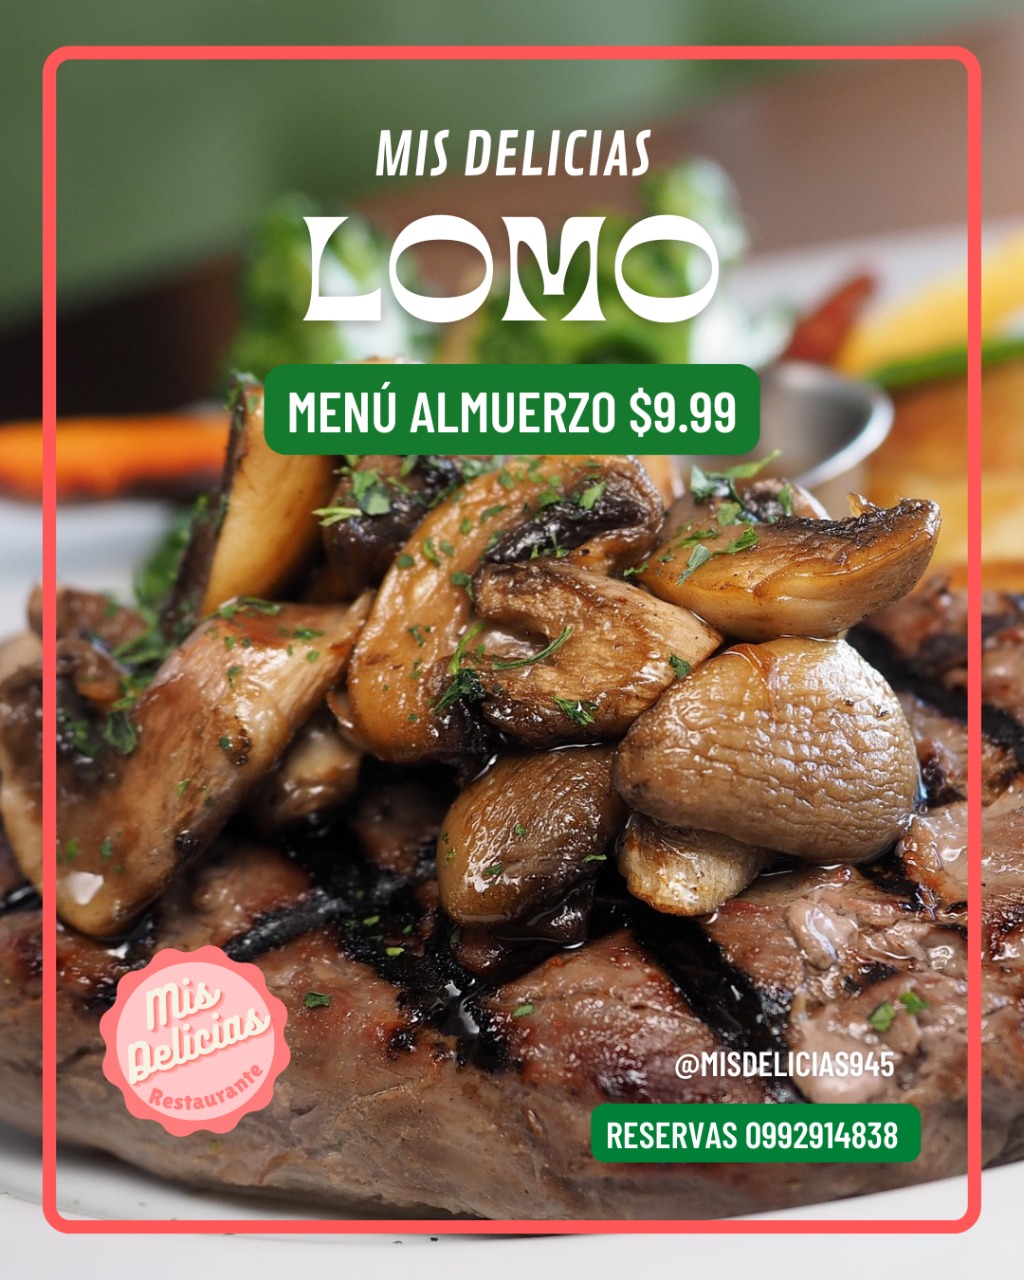 MIS DELICIAS
LOMO
MENÚ ALMUERZO $9.99
Mis
Delicias
Restaurante
@MISDELICIAS945
RESERVAS 0992914838